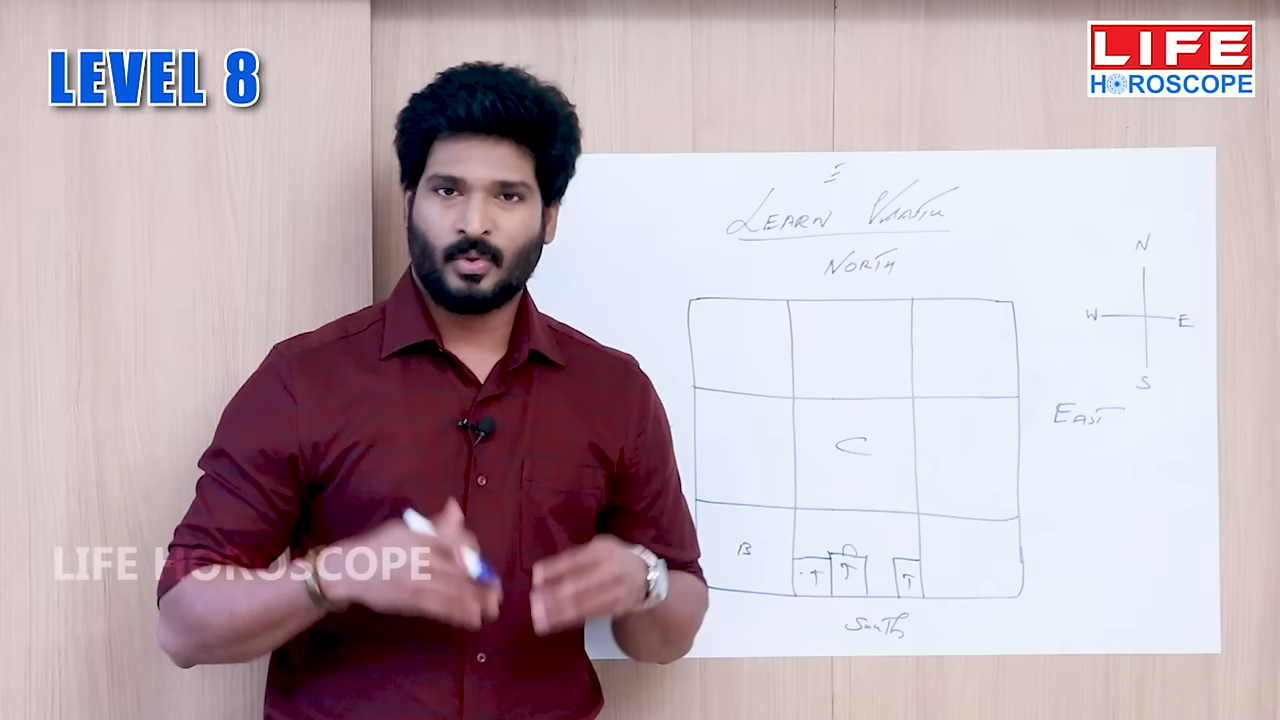 LEVEL 8
LIFE
HOROSCOPE
LEARN VAASTU
NORTH
N
W E
S
EAST
C
B
T T T
South
LIFE HOROSCOPE